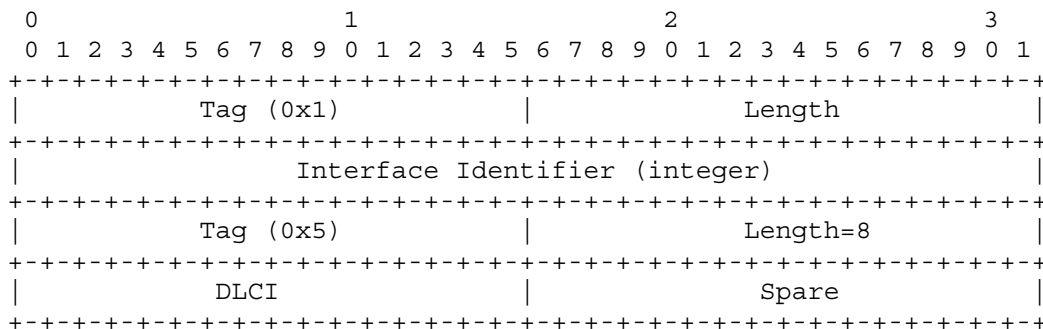 0                   1                   2                   3
 0 1 2 3 4 5 6 7 8 9 0 1 2 3 4 5 6 7 8 9 0 1 2 3 4 5 6 7 8 9 0 1
+-+-+-+-+-+-+-+-+-+-+-+-+-+-+-+-+-+-+-+-+-+-+-+-+-+-+-+-+-+-+-+-+
|           Tag (0x1)           |             Length            |
+-+-+-+-+-+-+-+-+-+-+-+-+-+-+-+-+-+-+-+-+-+-+-+-+-+-+-+-+-+-+-+-+
|                 Interface Identifier (integer)                |
+-+-+-+-+-+-+-+-+-+-+-+-+-+-+-+-+-+-+-+-+-+-+-+-+-+-+-+-+-+-+-+-+
|           Tag (0x5)           |             Length=8          |
+-+-+-+-+-+-+-+-+-+-+-+-+-+-+-+-+-+-+-+-+-+-+-+-+-+-+-+-+-+-+-+-+
|            DLCI               |              Spare            |
+-+-+-+-+-+-+-+-+-+-+-+-+-+-+-+-+-+-+-+-+-+-+-+-+-+-+-+-+-+-+-+-+